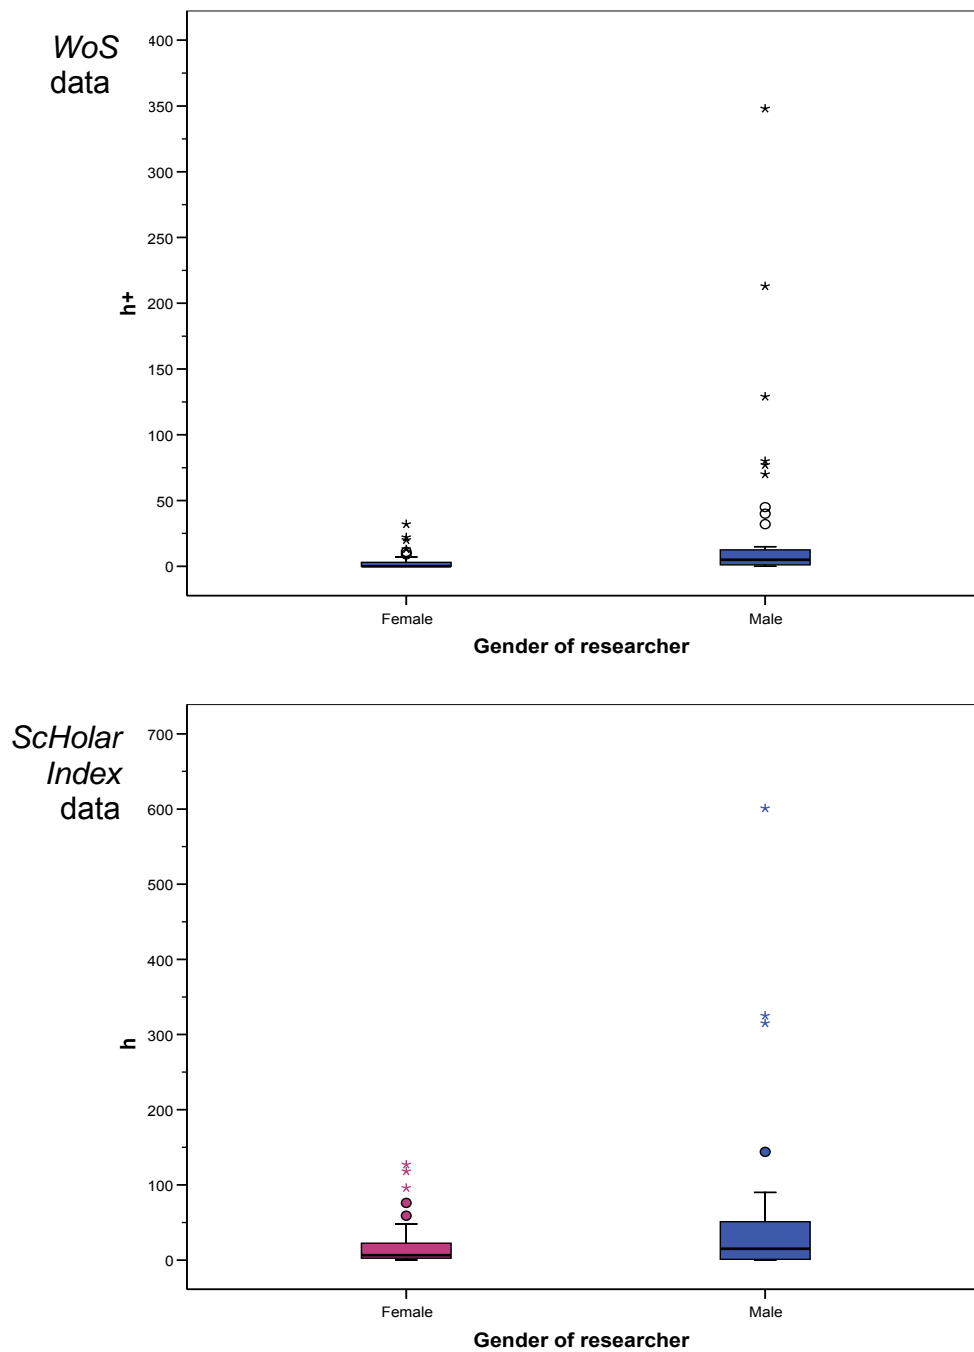 WoS
data
400
350
300
250
200
150
100
50
0
h+
Female
Male
Gender of researcher
ScHolar
Index
data
700
600
500
400
300
200
100
0
h
Female
Male
Gender of researcher